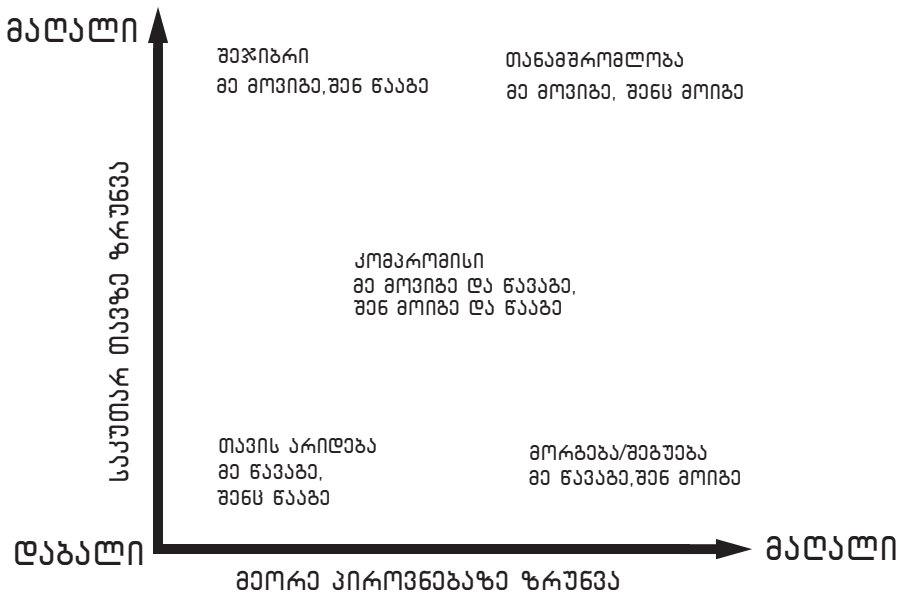 მაღალი
შეჯიბრი
მე მოვიგე,შენ წააგე
თანამშრომლობა
მე მოვიგე, შენც მოიგე
საკუთარ თავზე ზრუნვა
კომპრომისი
მე მოვიგე და წავაგე,
შენ მოიგე და წააგე
თავის არიდება
მე წავაგე,
შენც წააგე
მორგება/შეგუება
მე წავაგე,შენ მოიგე
დაბალი
მაღალი
მეორე პიროვნებაზე ზრუნვა